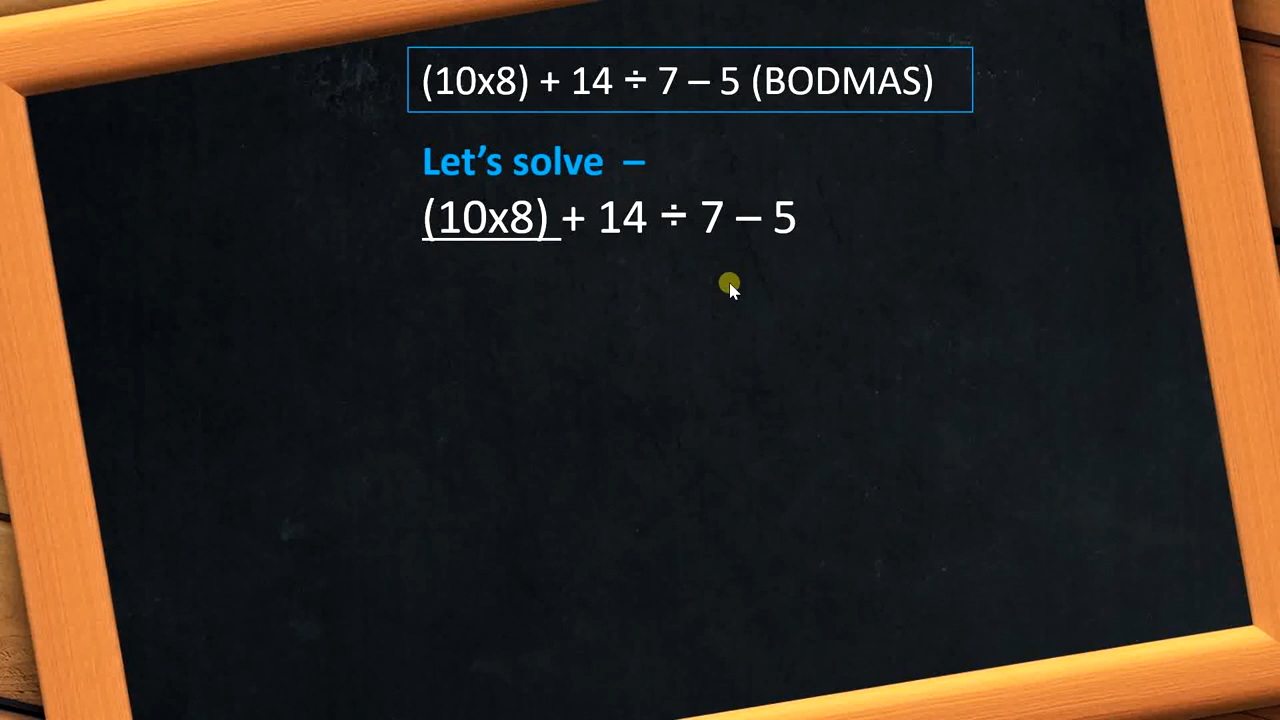 (10x8) + 14 ÷ 7 – 5 (BODMAS)
Let’s solve –
(10x8) + 14 ÷ 7 – 5